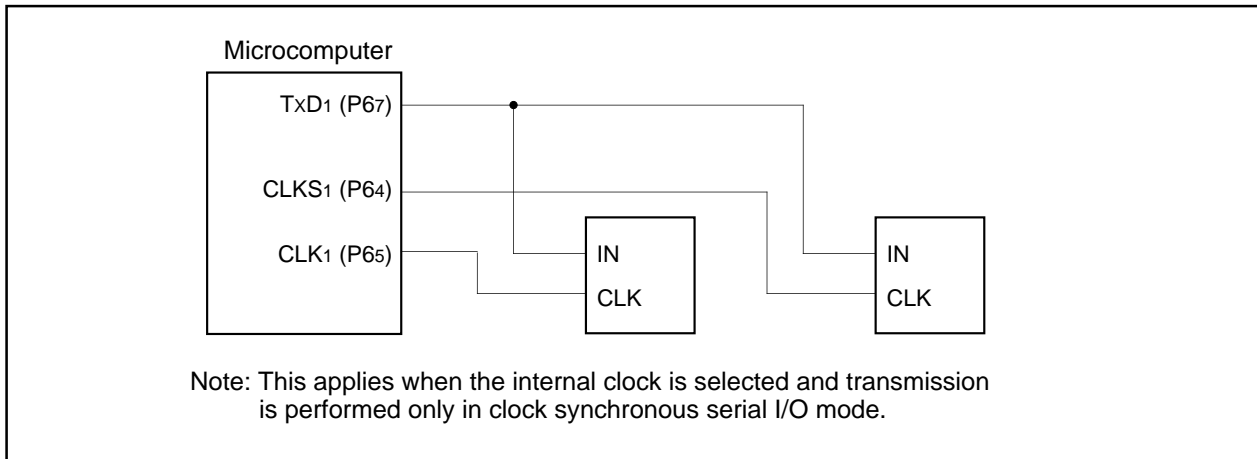 Microcomputer
TXD1 (P67)
CLKS1 (P64)
CLK1 (P65)
IN
CLK
IN
CLK
Note: This applies when the internal clock is selected and transmission
is performed only in clock synchronous serial I/O mode.